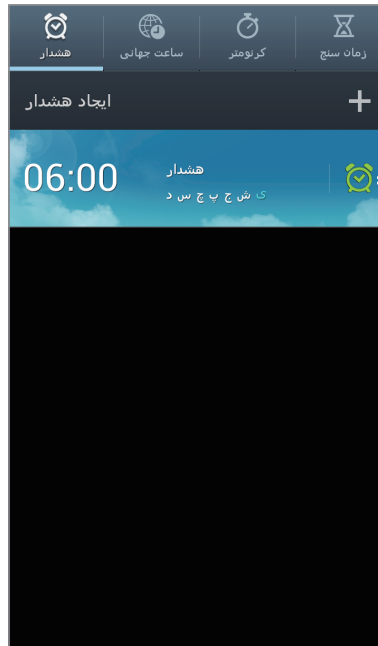 هشدار ساعت جهانی کرنومتر زمان سنج
ایجاد هشدار
06:00
هشدار
ی ش ج پ چ س د